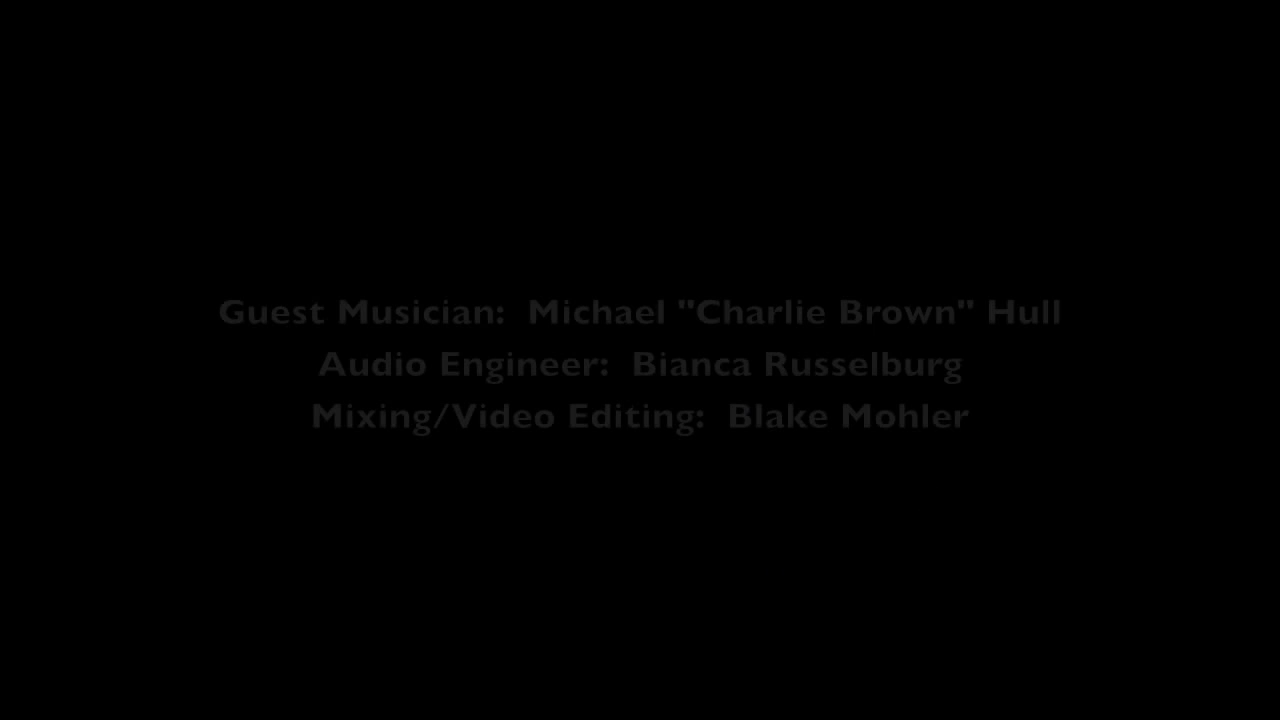 Guest Musician:  Michael "Charlie Brown" Hull
Audio Engineer:  Bianca Russelburg
Mixing/Video Editing:  Blake Mohler